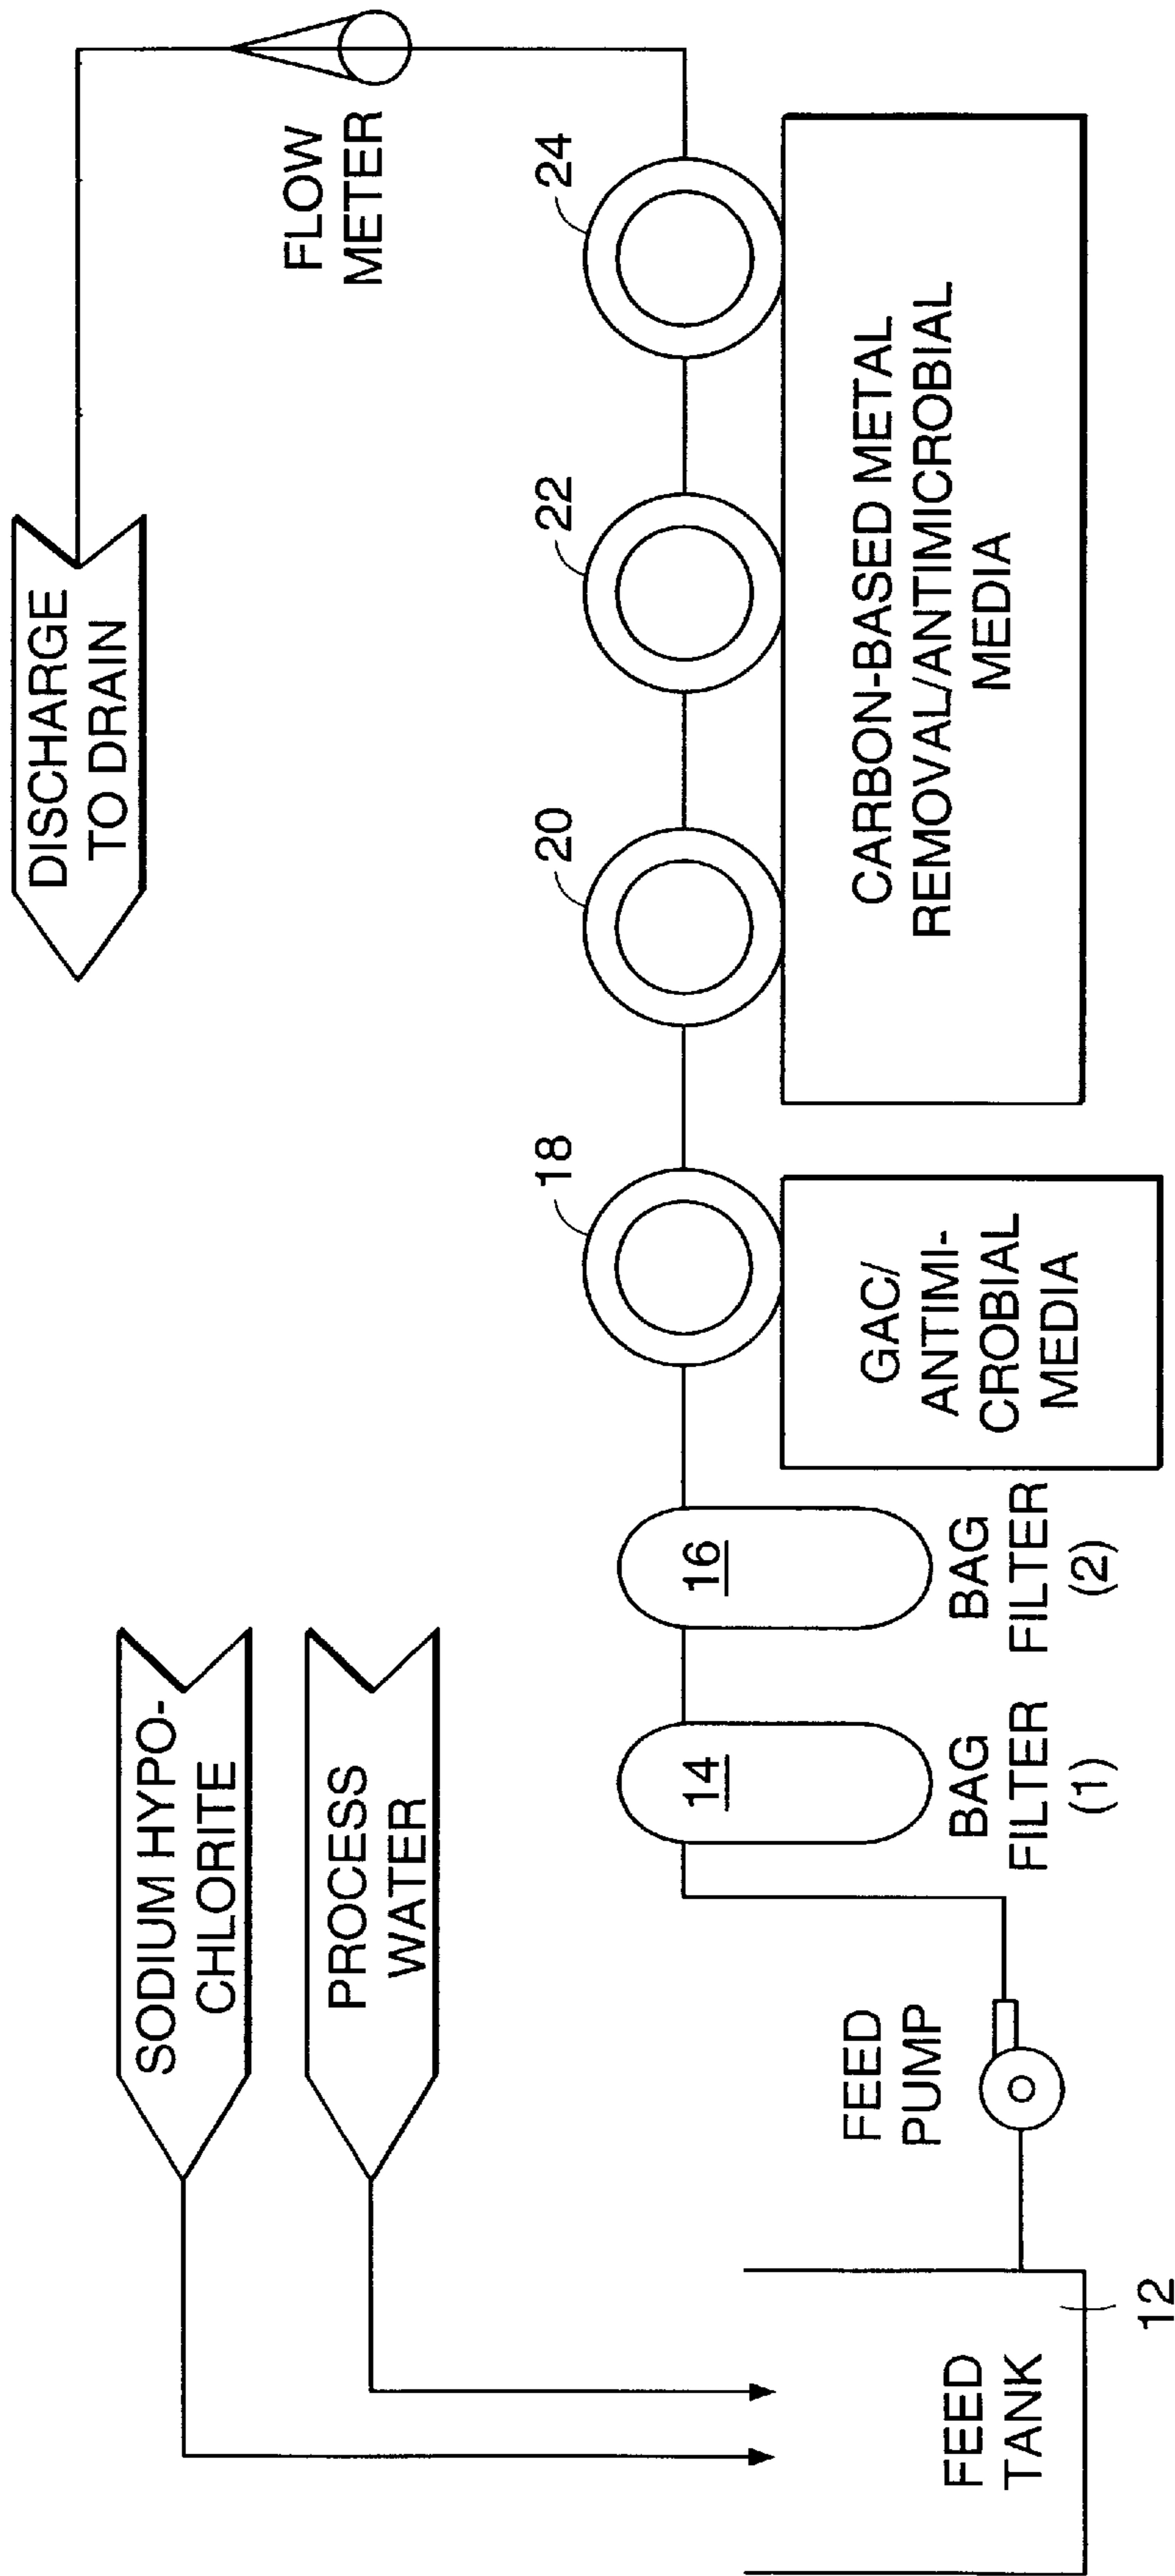 SODIUM HYPO-
CHLORITE
PROCESS
WATER
FEED
TANK
12
FEED
PUMP
14
BAG
FILTER
(1)
16
BAG
FILTER
(2)
18
GAC/
ANTIMI-
CROBIAL
MEDIA
20
22
24
CARBON-BASED METAL
REMOVAL/ANTIMICROBIAL
MEDIA
FLOW
METER
DISCHARGE
TO DRAIN